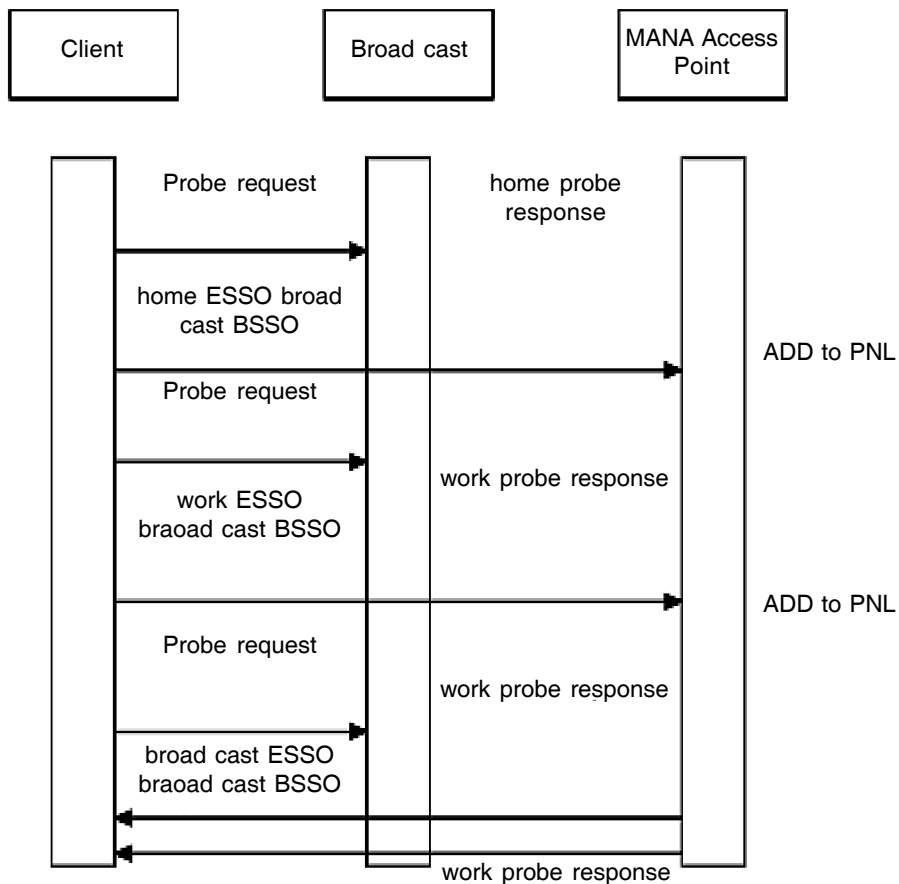 Client
Broad cast
MANA Access
Point
Probe request
home probe
response
home ESSO broad
cast BSSO
ADD to PNL
Probe request
work probe response
work ESSO
braoad cast BSSO
ADD to PNL
Probe request
work probe response
broad cast ESSO
braoad cast BSSO
work probe response